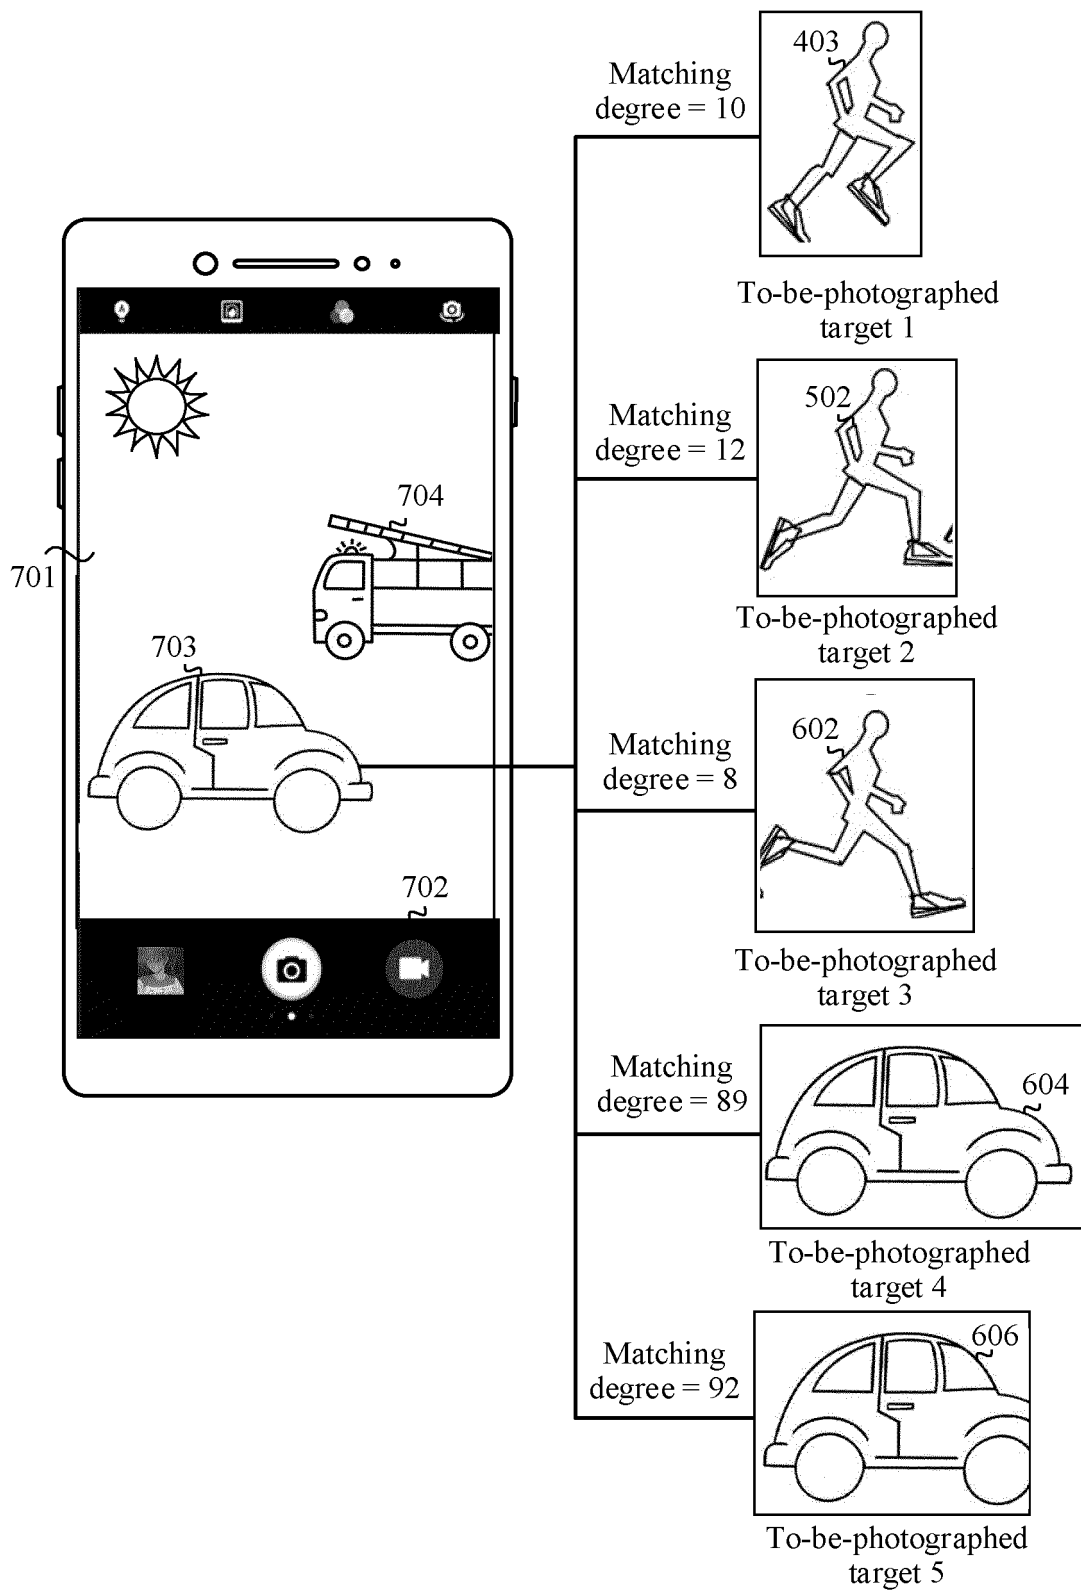 403
Matching
degree = 10
To-be-photographed
target 1
502
Matching
degree = 12
To-be-photographed
target 2
602
Matching
degree = 8
To-be-photographed
target 3
604
Matching
degree = 89
To-be-photographed
target 4
606
Matching
degree = 92
To-be-photographed
target 5
701
704
703
702
A